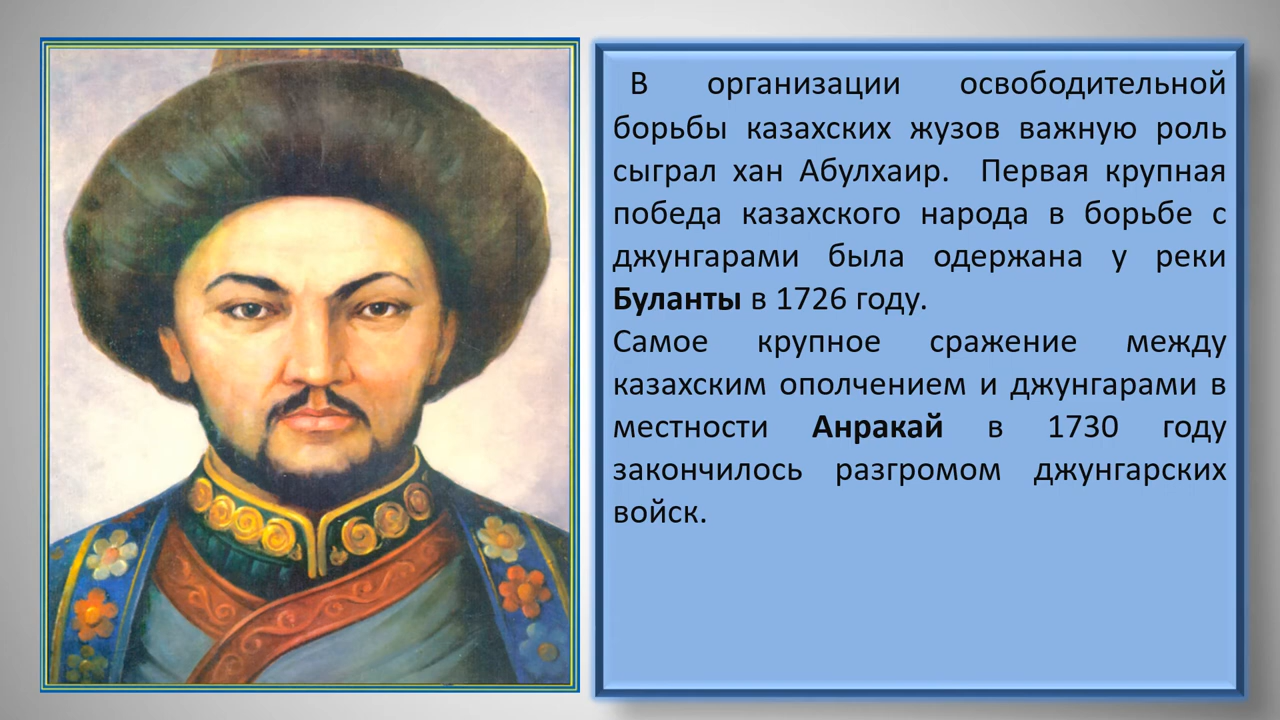 В организации освободительной
борьбы казахских жузов важную роль
сыграл хан Абулхаир. Первая крупная
победа казахского народа в борьбе с
джунгарами была одержана у реки
Буланты в 1726 году.
Самое крупное сражение между
казахским ополчением и джунгарами в
местности Анракай в 1730 году
закончилось разгромом джунгарских
войск.